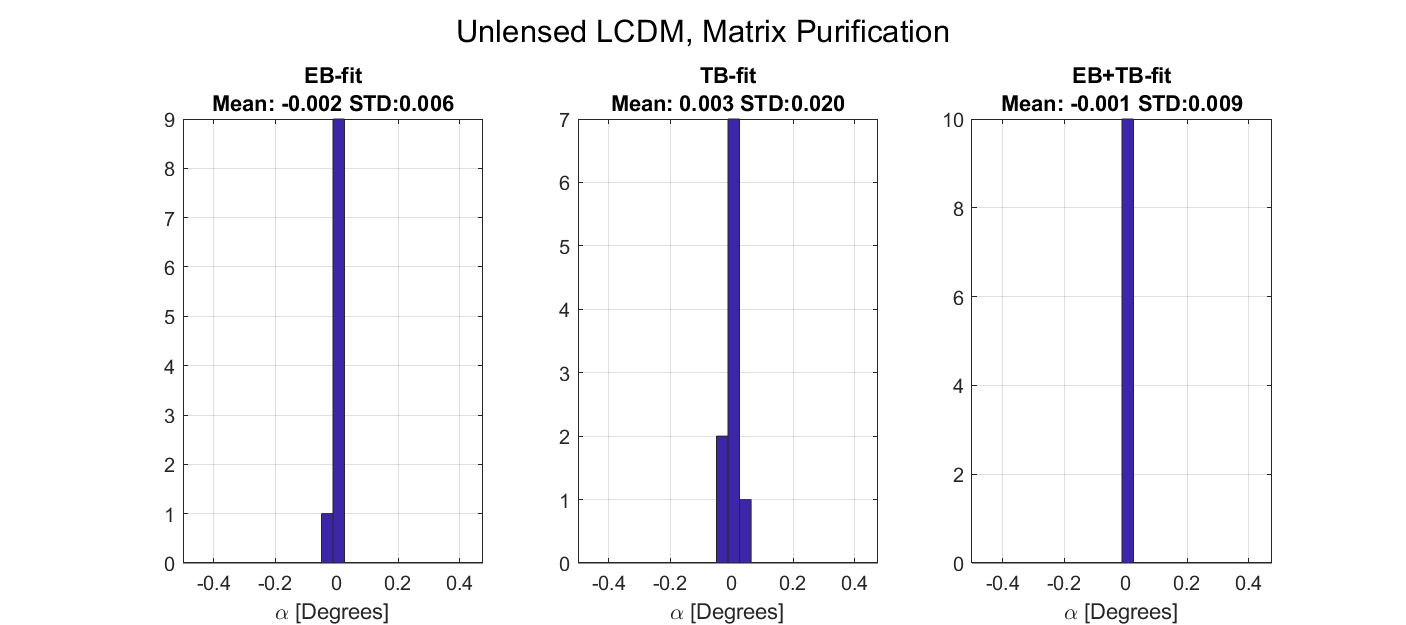 Unlensed LCDM, Matrix Purification
EB-fit
Mean: -0.002 STD:0.006
9
8
7
6
5
4
3
2
1
0
-0.4 -0.2 0 0.2 0.4
α [Degrees]
TB-fit
Mean: 0.003 STD:0.020
7
6
5
4
3
2
1
0
-0.4 -0.2 0 0.2 0.4
α [Degrees]
EB+TB-fit
Mean: -0.001 STD:0.009
10
8
6
4
2
0
-0.4 -0.2 0 0.2 0.4
α [Degrees]